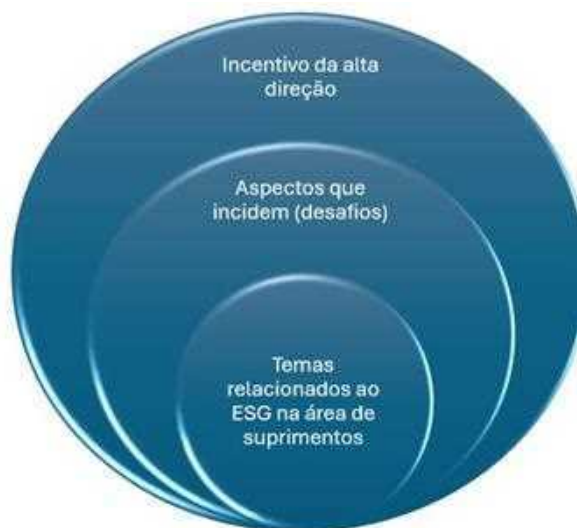 Incentivo da alta
direção
Aspectos que
incidem (desafios)
Temas
relacionados ao
ESG na área de
suprimentos